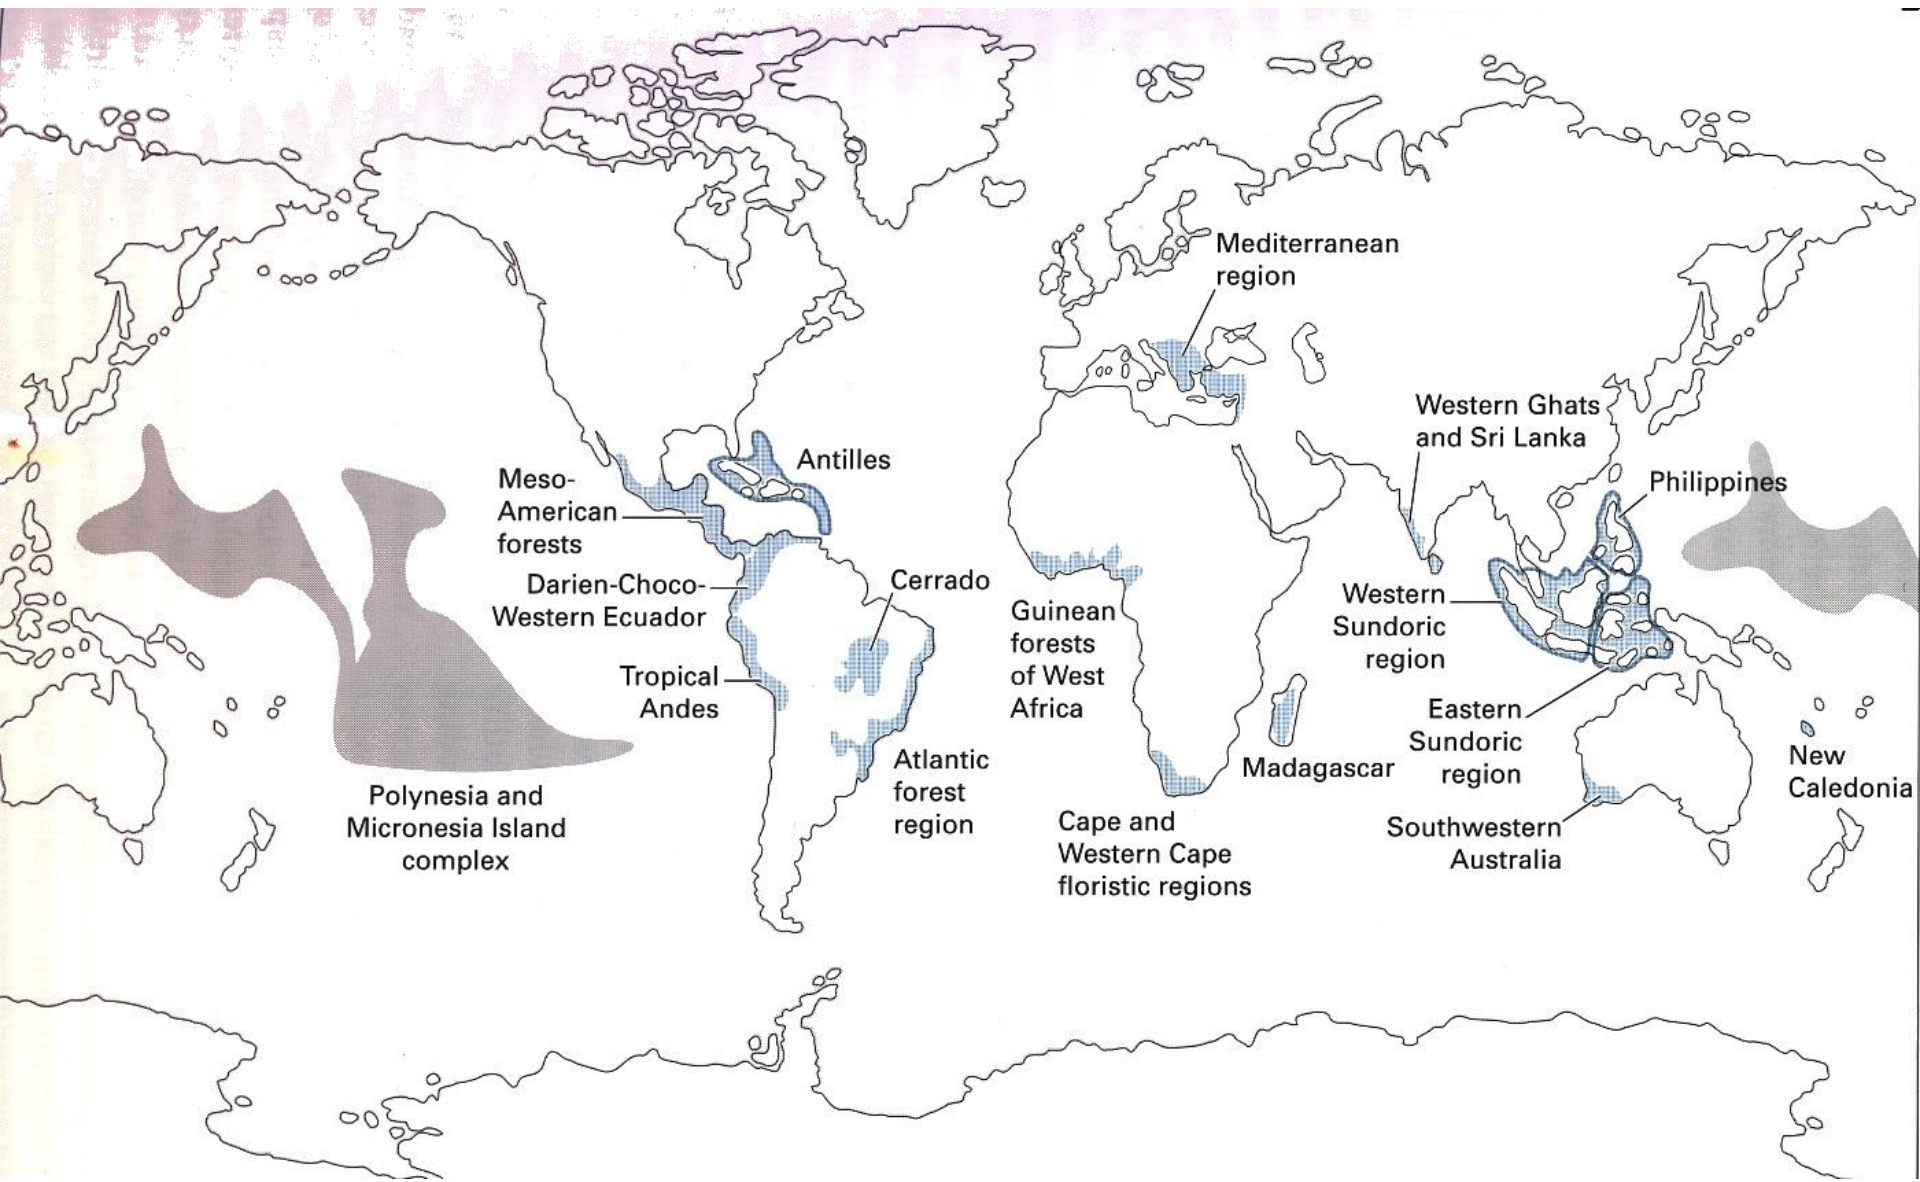 Mediterranean
region
Western Ghats
and Sri Lanka
Antilles
Meso-
American
forests
Philippines
Darien-Choco-
Western Ecuador
Cerrado
Guinean
forests
of West
Africa
Western
Sundoric
region
Tropical
Andes
Eastern
Sundoric
region
Atlantic
forest
region
Madagascar
New
Caledonia
Polynesia and
Micronesia Island
complex
Cape and
Western Cape
floristic regions
Southwestern
Australia